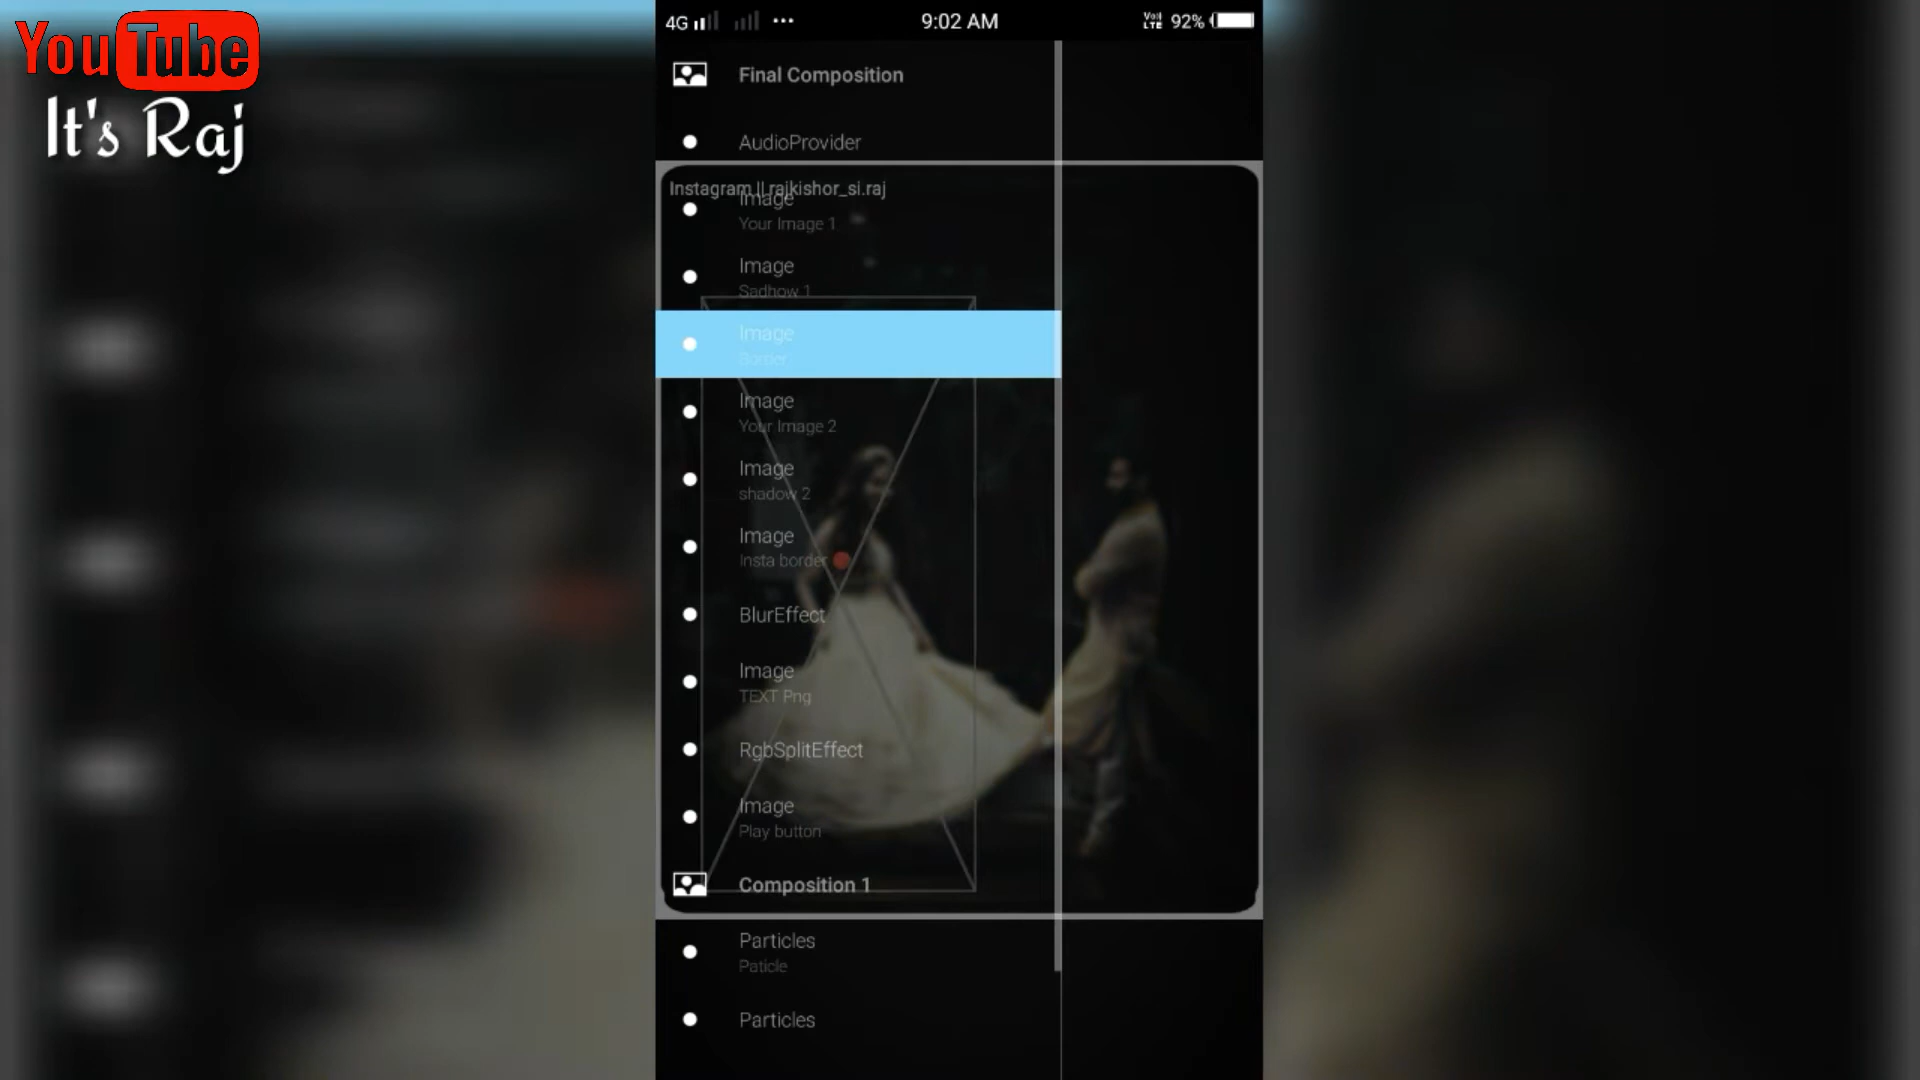 YouTube
It's Raj
4G
9:02 AM
VoII LTE 92%
Final Composition
AudioProvider
Instagram || rajkishor_si.raj
Image
Your Image 1
Image
Sadhow 1
Image
Border
Image
Your Image 2
Image
shadow 2
Image
Insta border
BlurEffect
Image
TEXT Png
RgbSplitEffect
Image
Play button
Composition 1
Particles
Paticle
Particles